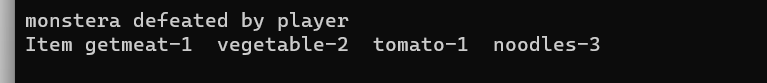 monstera defeated by player
Item getmeat-1  vegetable-2  tomato-1  noodles-3